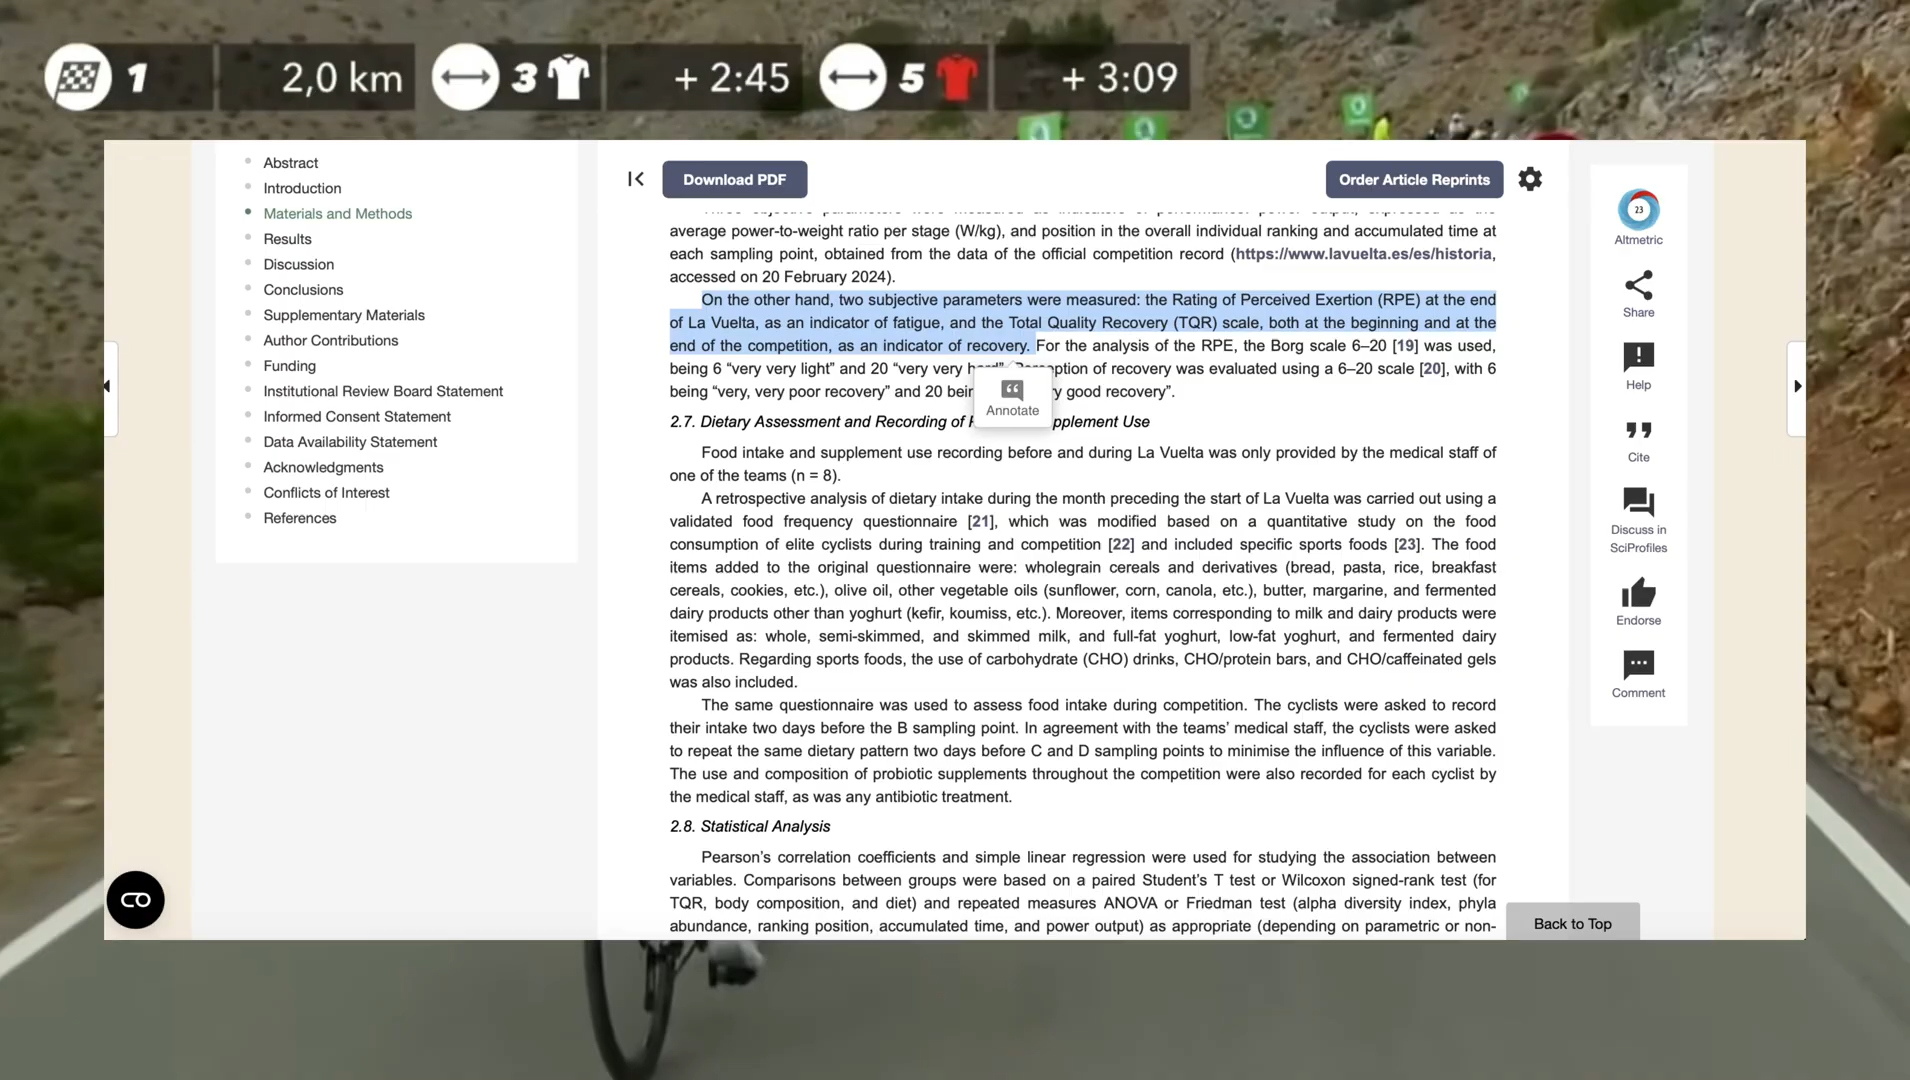 1 2,0 km 3 + 2:45 5 + 3:09
Abstract
Introduction
Materials and Methods
Results
Discussion
Conclusions
Supplementary Materials
Author Contributions
Funding
Institutional Review Board Statement
Informed Consent Statement
Data Availability Statement
Acknowledgments
Conflicts of Interest
References
Download PDF
Order Article Reprints
average power-to-weight ratio per stage (W/kg), and position in the overall individual ranking and accumulated time at
each sampling point, obtained from the data of the official competition record (https://www.lavuelta.es/es/historia,
accessed on 20 February 2024).
On the other hand, two subjective parameters were measured: the Rating of Perceived Exertion (RPE) at the end
of La Vuelta, as an indicator of fatigue, and the Total Quality Recovery (TQR) scale, both at the beginning and at the
end of the competition, as an indicator of recovery. For the analysis of the RPE, the Borg scale 6–20 [19] was used,
being 6 “very very light” and 20 “very very of recovery was evaluated using a 6–20 scale [20], with 6
being “very, very poor recovery” and 20 good recovery”.
Annotate
2.7. Dietary Assessment and Recording of Use
Food intake and supplement use recording before and during La Vuelta was only provided by the medical staff of
one of the teams (n = 8).
A retrospective analysis of dietary intake during the month preceding the start of La Vuelta was carried out using a
validated food frequency questionnaire [21], which was modified based on a quantitative study on the food
consumption of elite cyclists during training and competition [22] and included specific sports foods [23]. The food
items added to the original questionnaire were: wholegrain cereals and derivatives (bread, pasta, rice, breakfast
cereals, cookies, etc.), olive oil, other vegetable oils (sunflower, corn, canola, etc.), butter, margarine, and fermented
dairy products other than yoghurt (kefir, koumiss, etc.). Moreover, items corresponding to milk and dairy products were
itemised as: whole, semi-skimmed, and skimmed milk, and full-fat yoghurt, low-fat yoghurt, and fermented dairy
products. Regarding sports foods, the use of carbohydrate (CHO) drinks, CHO/protein bars, and CHO/caffeinated gels
was also included.
The same questionnaire was used to assess food intake during competition. The cyclists were asked to record
their intake two days before the B sampling point. In agreement with the teams’ medical staff, the cyclists were asked
to repeat the same dietary pattern two days before C and D sampling points to minimise the influence of this variable.
The use and composition of probiotic supplements throughout the competition were also recorded for each cyclist by
the medical staff, as was any antibiotic treatment.
2.8. Statistical Analysis
Pearson’s correlation coefficients and simple linear regression were used for studying the association between
variables. Comparisons between groups were based on a paired Student’s T test or Wilcoxon signed-rank test (for
TQR, body composition, and diet) and repeated measures ANOVA or Friedman test (alpha diversity index, phyla
abundance, ranking position, accumulated time, and power output) as appropriate (depending on parametric or non-
23
Altmetric
Share
Help
Cite
Discuss in
SciProfiles
Endorse
Comment
Back to Top